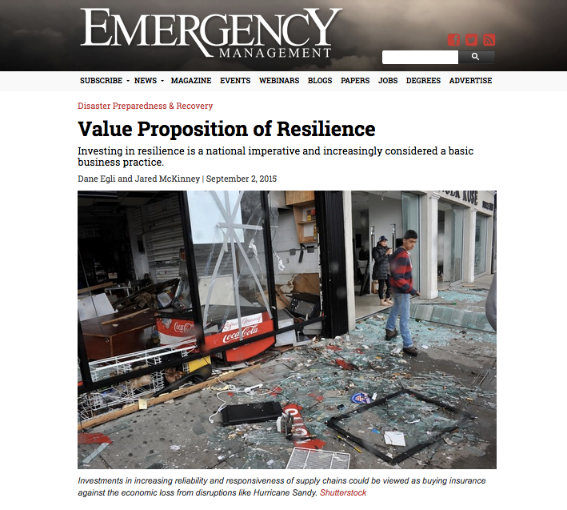 EMERGENCY
MANAGEMENT
SUBSCRIBE NEWS MAGAZINE EVENTS WEBINARS BLOGS PAPERS JOBS DEGREES ADVERTISE
Disaster Preparedness & Recovery
Value Proposition of Resilience
Investing in resilience is a national imperative and increasingly considered a basic
business practice.
Dane Egli and Jared McKinney | September 2, 2015
Coca-Cola
Coca-Cola
Investments in increasing reliability and responsiveness of supply chains could be viewed as buying insurance
against the economic loss from disruptions like Hurricane Sandy. Shutterstock